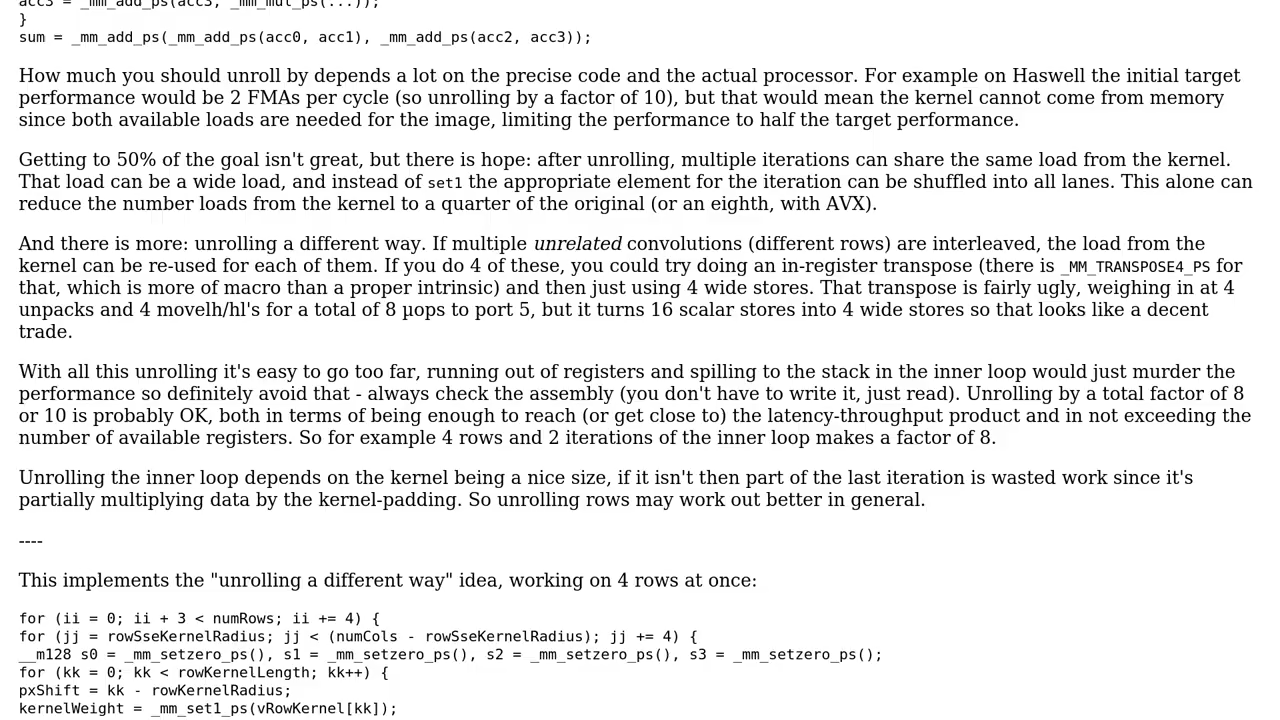 acc3 = _mm_add_ps(acc3, _mm_mul_ps(...));
}
sum = _mm_add_ps(_mm_add_ps(acc0, acc1), _mm_add_ps(acc2, acc3));
How much you should unroll by depends a lot on the precise code and the actual processor. For example on Haswell the initial target
performance would be 2 FMAs per cycle (so unrolling by a factor of 10), but that would mean the kernel cannot come from memory
since both available loads are needed for the image, limiting the performance to half the target performance.
Getting to 50% of the goal isn't great, but there is hope: after unrolling, multiple iterations can share the same load from the kernel.
That load can be a wide load, and instead of set1 the appropriate element for the iteration can be shuffled into all lanes. This alone can
reduce the number loads from the kernel to a quarter of the original (or an eighth, with AVX).
And there is more: unrolling a different way. If multiple unrelated convolutions (different rows) are interleaved, the load from the
kernel can be re-used for each of them. If you do 4 of these, you could try doing an in-register transpose (there is _MM_TRANSPOSE4_PS for
that, which is more of macro than a proper intrinsic) and then just using 4 wide stores. That transpose is fairly ugly, weighing in at 4
unpacks and 4 movelh/hl's for a total of 8 µops to port 5, but it turns 16 scalar stores into 4 wide stores so that looks like a decent
trade.
With all this unrolling it's easy to go too far, running out of registers and spilling to the stack in the inner loop would just murder the
performance so definitely avoid that - always check the assembly (you don't have to write it, just read). Unrolling by a total factor of 8
or 10 is probably OK, both in terms of being enough to reach (or get close to) the latency-throughput product and in not exceeding the
number of available registers. So for example 4 rows and 2 iterations of the inner loop makes a factor of 8.
Unrolling the inner loop depends on the kernel being a nice size, if it isn't then part of the last iteration is wasted work since it's
partially multiplying data by the kernel-padding. So unrolling rows may work out better in general.
----
This implements the "unrolling a different way" idea, working on 4 rows at once:
for (ii = 0; ii + 3 < numRows; ii += 4) {
for (jj = rowSseKernelRadius; jj < (numCols - rowSseKernelRadius); jj += 4) {
__m128 s0 = _mm_setzero_ps(), s1 = _mm_setzero_ps(), s2 = _mm_setzero_ps(), s3 = _mm_setzero_ps();
for (kk = 0; kk < rowKernelLength; kk++) {
pxShift = kk - rowKernelRadius;
kernelWeight = _mm_set1_ps(vRowKernel[kk]);